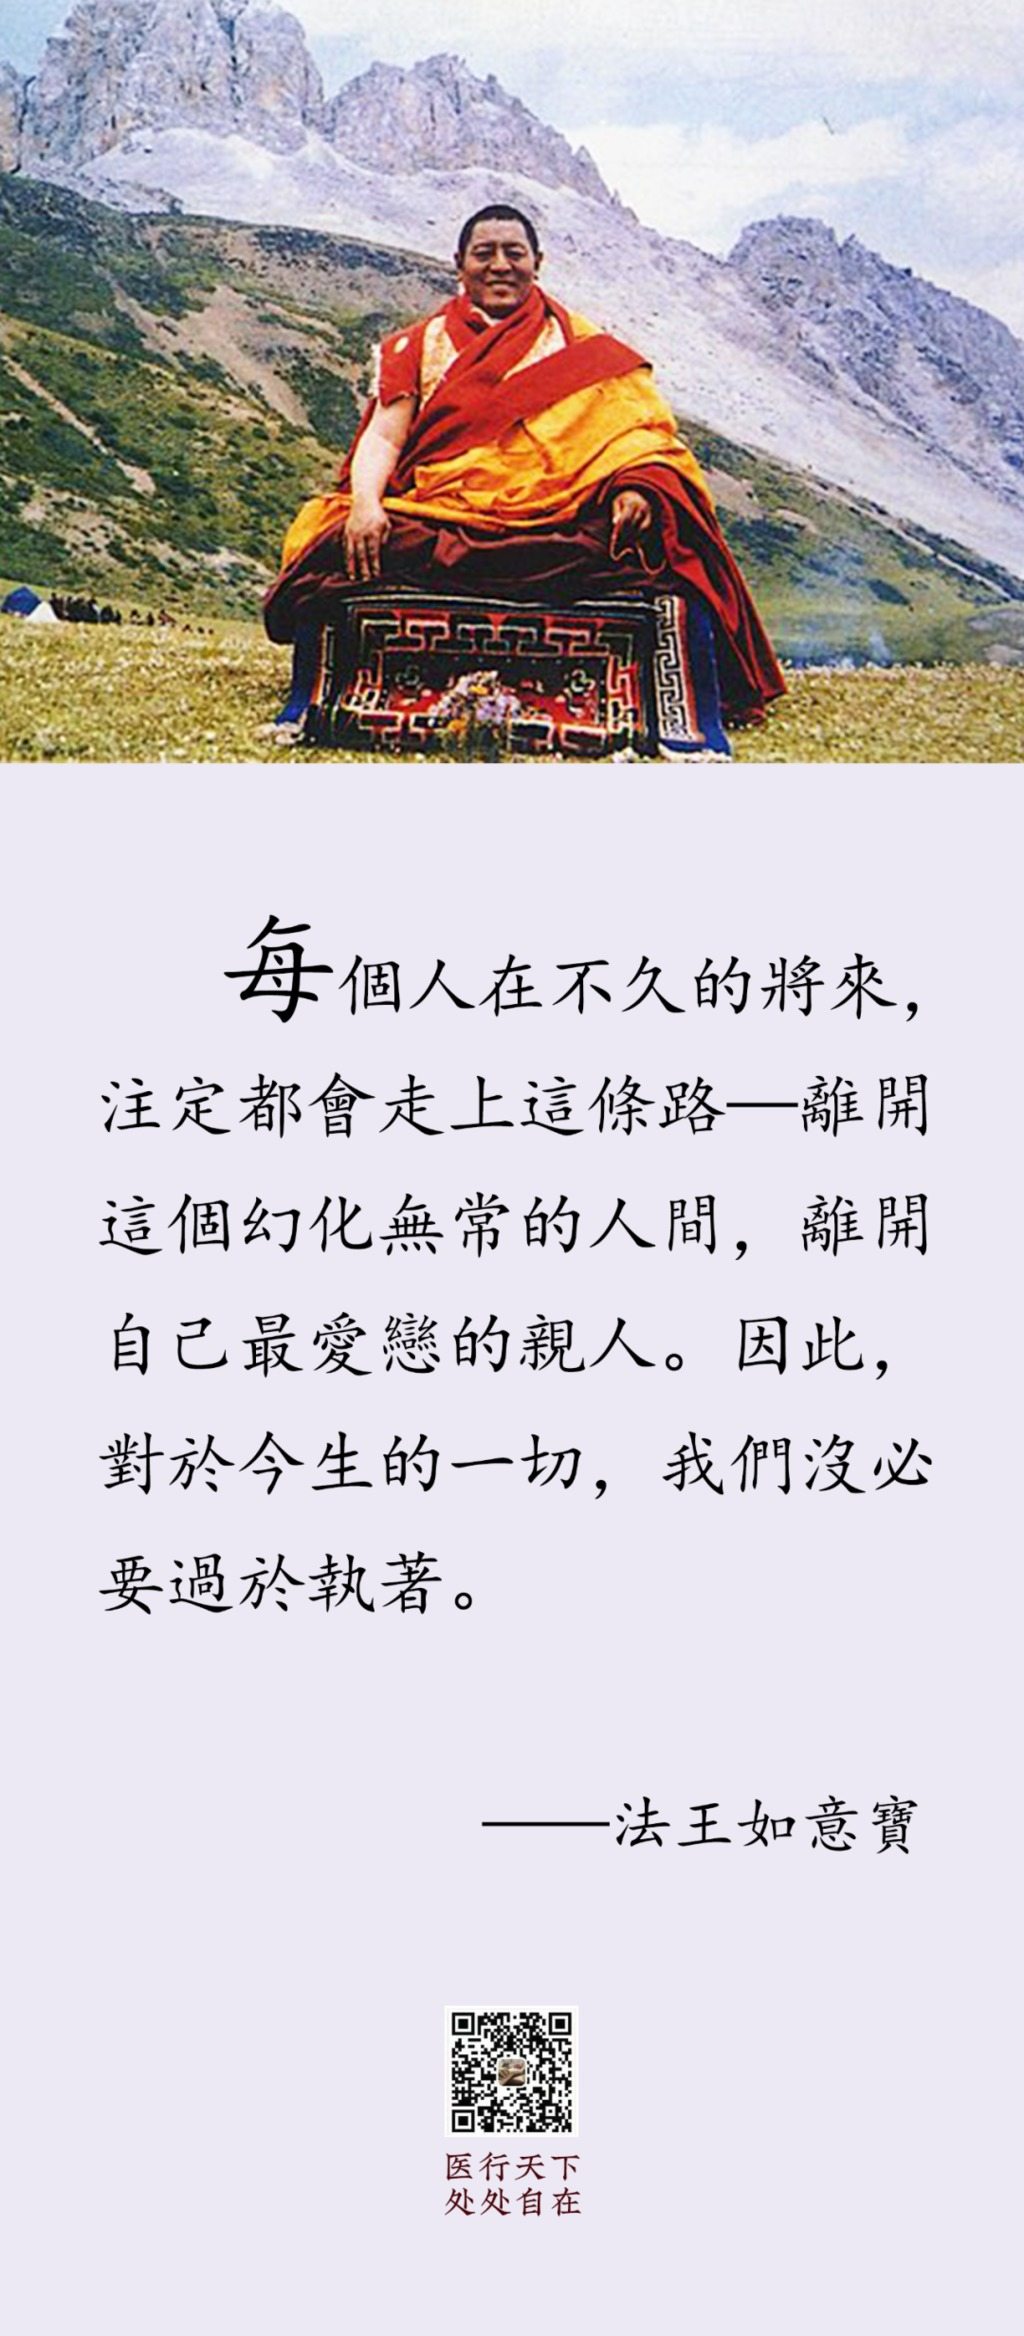 每個人在不久的將來，
注定都會走上這條路—離開
這個幻化無常的人間，離開
自己最愛戀的親人。因此，
對於今生的一切，我們沒必
要過於執著。
——法王如意寶
医行天下
处处自在